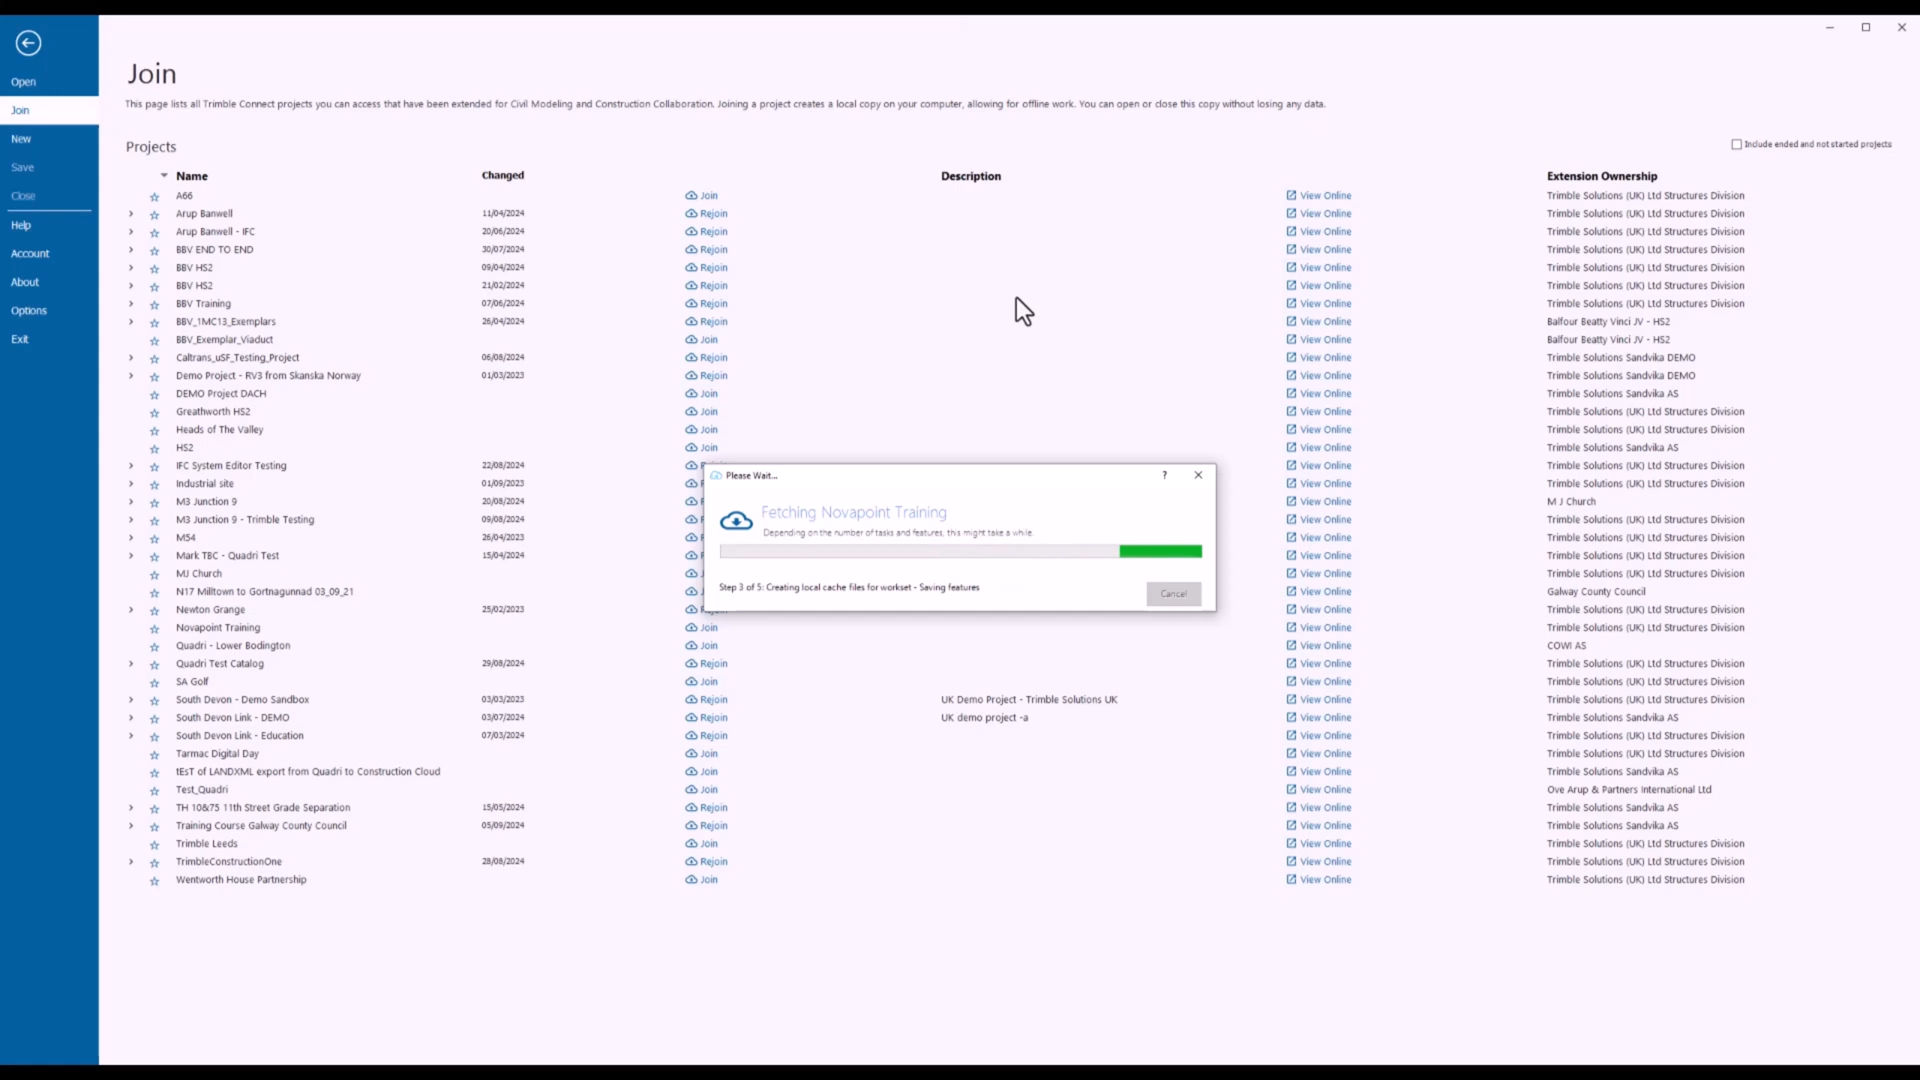 Open
Join
New
Save
Close
Help
Account
About
Options
Exit
Join
This page lists all Trimble Connect projects you can access that have been extended for Civil Modeling and Construction Collaboration. Joining a project creates a local copy on your computer, allowing for offline work. You can open or close this copy without losing any data.
Projects
Include ended and not started projects
Name Changed Description Extension Ownership
A66 Join View Online Trimble Solutions (UK) Ltd Structures Division
Arup Banwell 11/04/2024 Rejoin View Online Trimble Solutions (UK) Ltd Structures Division
Arup Banwell - IFC 20/06/2024 Rejoin View Online Trimble Solutions (UK) Ltd Structures Division
BBV END TO END 30/07/2024 Rejoin View Online Trimble Solutions (UK) Ltd Structures Division
BBV HS2 09/04/2024 Rejoin View Online Trimble Solutions (UK) Ltd Structures Division
BBV HS2 21/02/2024 Rejoin View Online Trimble Solutions (UK) Ltd Structures Division
BBV Training 07/06/2024 Rejoin View Online Trimble Solutions (UK) Ltd Structures Division
BBV_1MC13_Exemplars 26/04/2024 Rejoin View Online Balfour Beatty Vinci JV - HS2
BBV_Exemplar_Viaduct Join View Online Balfour Beatty Vinci JV - HS2
Caltrans_uSF_Testing_Project 06/08/2024 Rejoin View Online Trimble Solutions Sandvika DEMO
Demo Project - RV3 from Skanska Norway 01/03/2023 Rejoin View Online Trimble Solutions Sandvika DEMO
DEMO Project DACH Join View Online Trimble Solutions Sandvika AS
Greathworth HS2 Join View Online Trimble Solutions (UK) Ltd Structures Division
Heads of The Valley Join View Online Trimble Solutions (UK) Ltd Structures Division
HS2 Join View Online Trimble Solutions Sandvika AS
IFC System Editor Testing 22/08/2024 View Online Trimble Solutions (UK) Ltd Structures Division
Industrial site 01/09/2023 View Online Trimble Solutions (UK) Ltd Structures Division
M3 Junction 9 20/08/2024 View Online M J Church
M3 Junction 9 - Trimble Testing 09/08/2024 View Online Trimble Solutions (UK) Ltd Structures Division
M54 26/04/2023 View Online Trimble Solutions (UK) Ltd Structures Division
Mark TBC - Quadri Test 15/04/2024 View Online Trimble Solutions (UK) Ltd Structures Division
MJ Church View Online Trimble Solutions (UK) Ltd Structures Division
N17 Milltown to Gortnagunnad 03_09_21 View Online Galway County Council
Newton Grange 25/02/2023 Rejoin View Online Trimble Solutions (UK) Ltd Structures Division
Novapoint Training Join View Online Trimble Solutions (UK) Ltd Structures Division
Quadri - Lower Bodington Join View Online COWI AS
Quadri Test Catalog 29/08/2024 Rejoin View Online Trimble Solutions (UK) Ltd Structures Division
SA Golf Join View Online Trimble Solutions (UK) Ltd Structures Division
South Devon - Demo Sandbox 03/03/2023 Rejoin UK Demo Project - Trimble Solutions UK View Online Trimble Solutions (UK) Ltd Structures Division
South Devon Link - DEMO 03/07/2024 Rejoin UK demo project -a View Online Trimble Solutions Sandvika AS
South Devon Link - Education 07/03/2024 Rejoin View Online Trimble Solutions (UK) Ltd Structures Division
Tarmac Digital Day Join View Online Trimble Solutions (UK) Ltd Structures Division
tEsT of LANDXML export from Quadri to Construction Cloud Join View Online Trimble Solutions Sandvika AS
Test_Quadri Join View Online Ove Arup & Partners International Ltd
TH 10&75 11th Street Grade Separation 15/05/2024 Rejoin View Online Trimble Solutions Sandvika AS
Training Course Galway County Council 05/09/2024 Rejoin View Online Trimble Solutions Sandvika AS
Trimble Leeds Join View Online Trimble Solutions (UK) Ltd Structures Division
TrimbleConstructionOne 28/08/2024 Rejoin View Online Trimble Solutions (UK) Ltd Structures Division
Wentworth House Partnership Join View Online Trimble Solutions (UK) Ltd Structures Division
Please Wait...
?
Fetching Novapoint Training
Depending on the number of tasks and features, this might take a while.
Step 3 of 5: Creating local cache files for workset - Saving features
Cancel